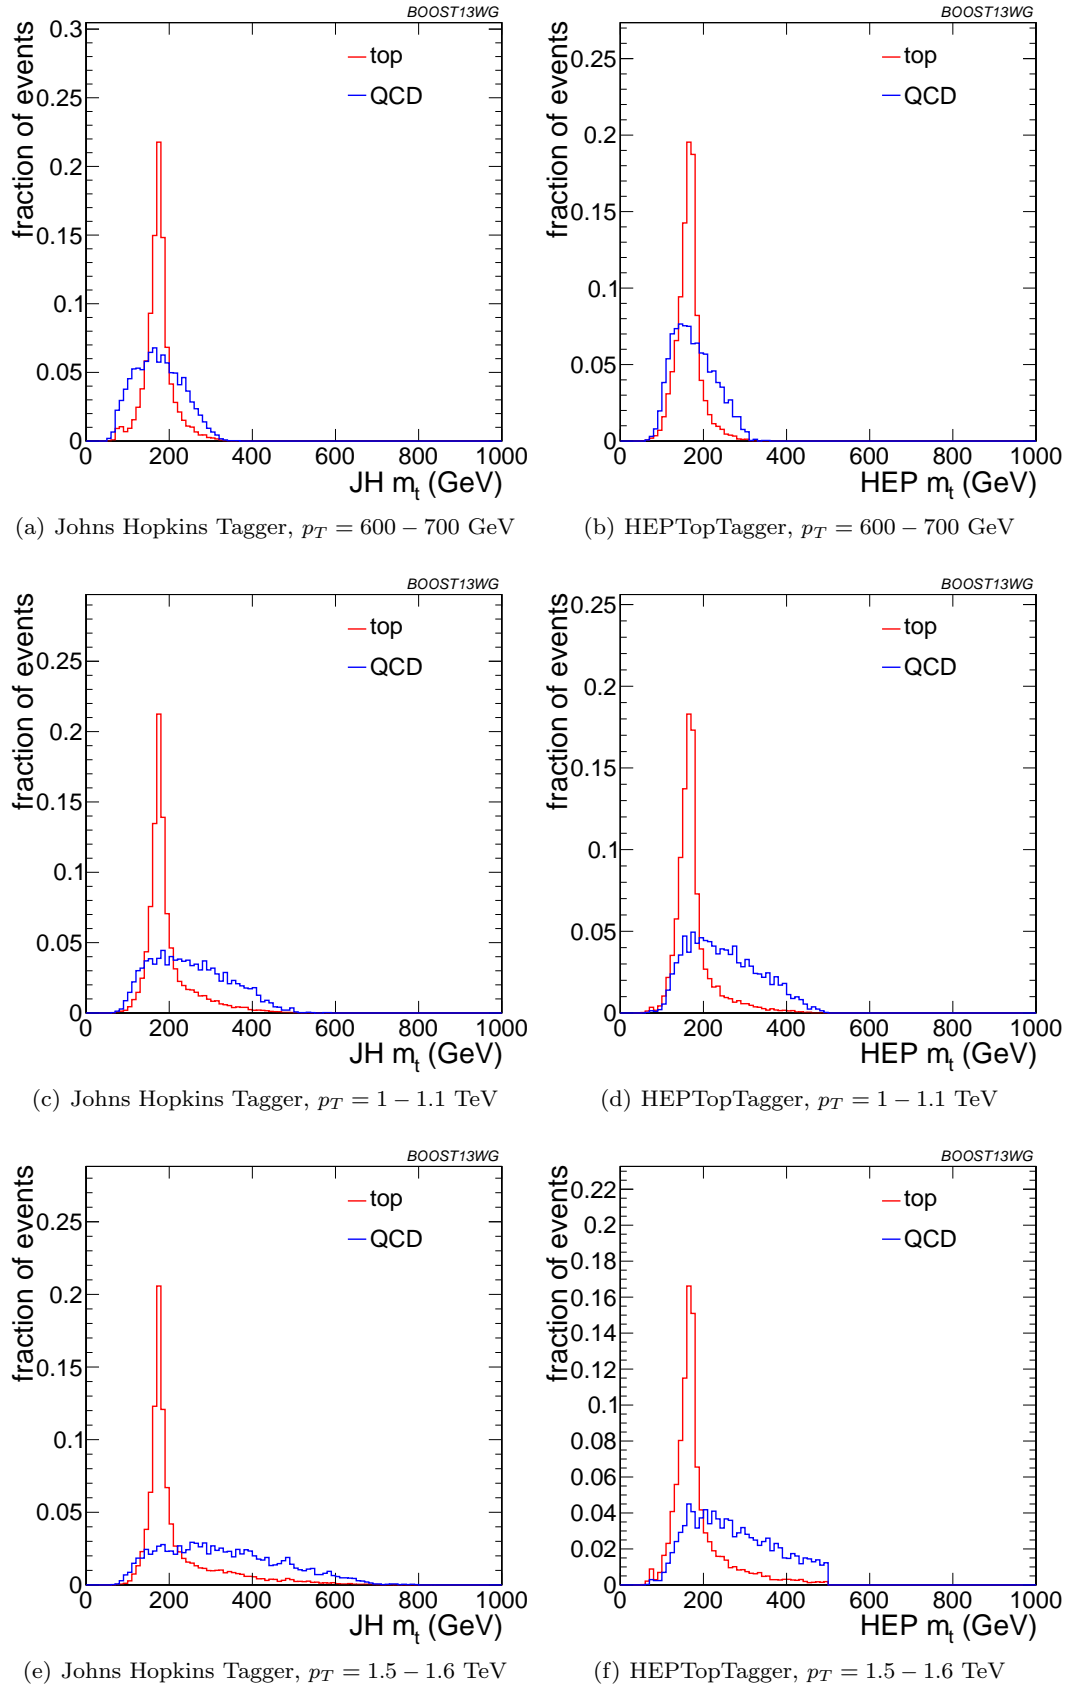 BOOST13WG
fraction of events
0.3
0.25
0.2
0.15
0.1
0.05
0
top
QCD
0 200 400 600 800 1000
JH m_t (GeV)
(a) Johns Hopkins Tagger, p_T = 600 − 700 GeV
BOOST13WG
fraction of events
0.25
0.2
0.15
0.1
0.05
0
top
QCD
0 200 400 600 800 1000
HEP m_t (GeV)
(b) HEPTopTagger, p_T = 600 − 700 GeV
BOOST13WG
fraction of events
0.25
0.2
0.15
0.1
0.05
0
top
QCD
0 200 400 600 800 1000
JH m_t (GeV)
(c) Johns Hopkins Tagger, p_T = 1 − 1.1 TeV
BOOST13WG
fraction of events
0.25
0.2
0.15
0.1
0.05
0
top
QCD
0 200 400 600 800 1000
HEP m_t (GeV)
(d) HEPTopTagger, p_T = 1 − 1.1 TeV
BOOST13WG
fraction of events
0.25
0.2
0.15
0.1
0.05
0
top
QCD
0 200 400 600 800 1000
JH m_t (GeV)
(e) Johns Hopkins Tagger, p_T = 1.5 − 1.6 TeV
BOOST13WG
fraction of events
0.22
0.2
0.18
0.16
0.14
0.12
0.1
0.08
0.06
0.04
0.02
0
top
QCD
0 200 400 600 800 1000
HEP m_t (GeV)
(f) HEPTopTagger, p_T = 1.5 − 1.6 TeV